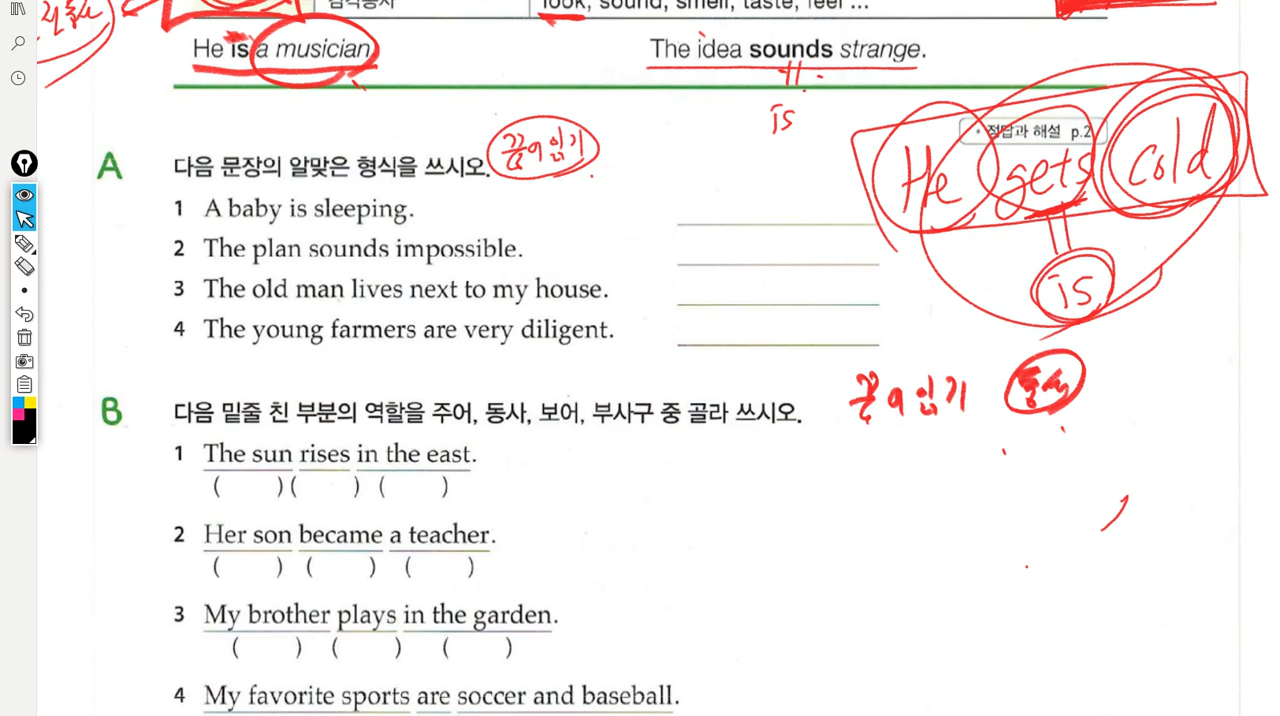 감각동사 look, sound, smell, taste, feel ...
He is a musician The idea sounds strange.
is
정답과 해설 p.2
He gets cold
is
A 다음 문장의 알맞은 형식을 쓰시오. 끊어 읽기
1 A baby is sleeping.
2 The plan sounds impossible.
3 The old man lives next to my house.
4 The young farmers are very diligent.
끊어 읽기
B 다음 밑줄 친 부분의 역할을 주어, 동사, 보어, 부사구 중 골라 쓰시오.
1 The sun rises in the east.
( ) ( ) ( )
2 Her son became a teacher.
( ) ( ) ( )
3 My brother plays in the garden.
( ) ( ) ( )
4 My favorite sports are soccer and baseball.